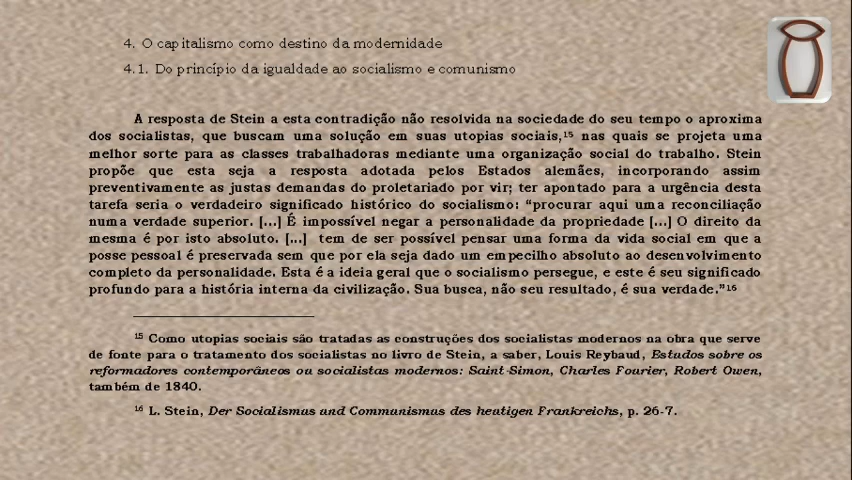 4. O capitalismo como destino da modernidade
4.1. Do princípio da igualdade ao socialismo e comunismo
A resposta de Stein a esta contradição não resolvida na sociedade do seu tempo o aproxima
dos socialistas, que buscam uma solução em suas utopias sociais,¹⁵ nas quais se projeta uma
melhor sorte para as classes trabalhadoras mediante uma organização social do trabalho. Stein
propõe que esta seja a resposta adotada pelos Estados alemães, incorporando assim
preventivamente as justas demandas do proletariado por vir; ter apontado para a urgência desta
tarefa seria o verdadeiro significado histórico do socialismo: “procurar aqui uma reconciliação
numa verdade superior. [...] É impossível negar a personalidade da propriedade [...] O direito da
mesma é por isto absoluto. [...] tem de ser possível pensar uma forma da vida social em que a
posse pessoal é preservada sem que por ela seja dado um empecilho absoluto ao desenvolvimento
completo da personalidade. Esta é a ideia geral que o socialismo persegue, e este é seu significado
profundo para a história interna da civilização. Sua busca, não seu resultado, é sua verdade.”¹⁶
¹⁵ Como utopias sociais são tratadas as construções dos socialistas modernos na obra que serve
de fonte para o tratamento dos socialistas no livro de Stein, a saber, Louis Reybaud, Estudos sobre os
reformadores contemporâneos ou socialistas modernos: Saint-Simon, Charles Fourier, Robert Owen,
também de 1840.
¹⁶ L. Stein, Der Socialismus und Communismus des heutigen Frankreichs, p. 26-7.